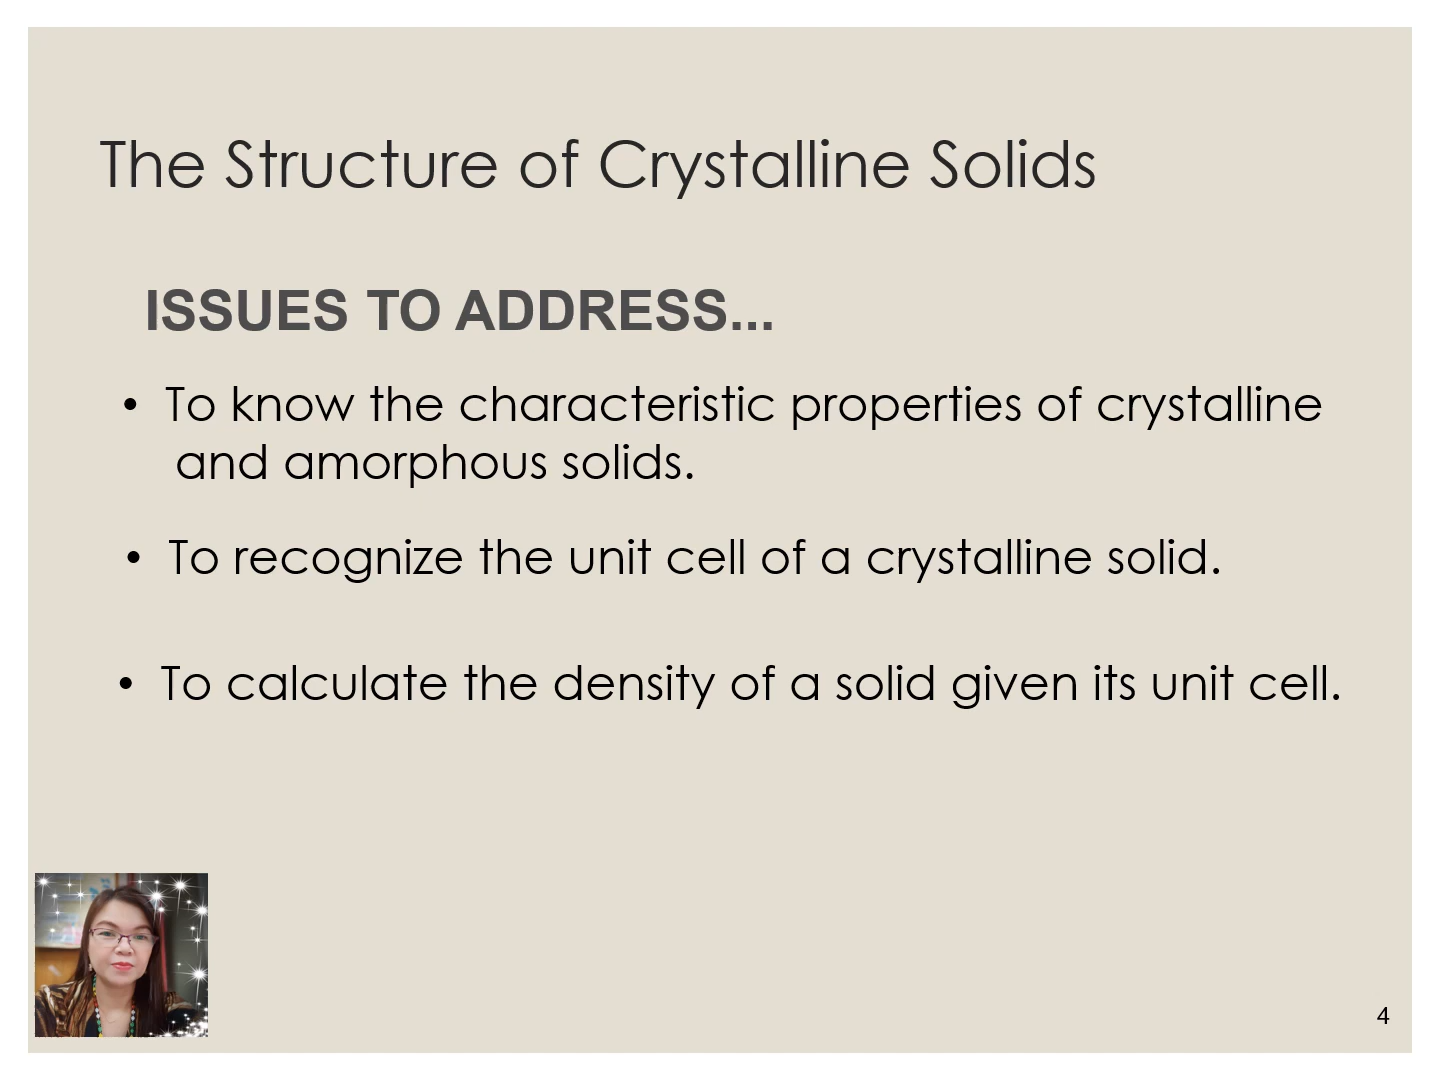 The Structure of Crystalline Solids
ISSUES TO ADDRESS...
• To know the characteristic properties of crystalline
and amorphous solids.
• To recognize the unit cell of a crystalline solid.
• To calculate the density of a solid given its unit cell.
4